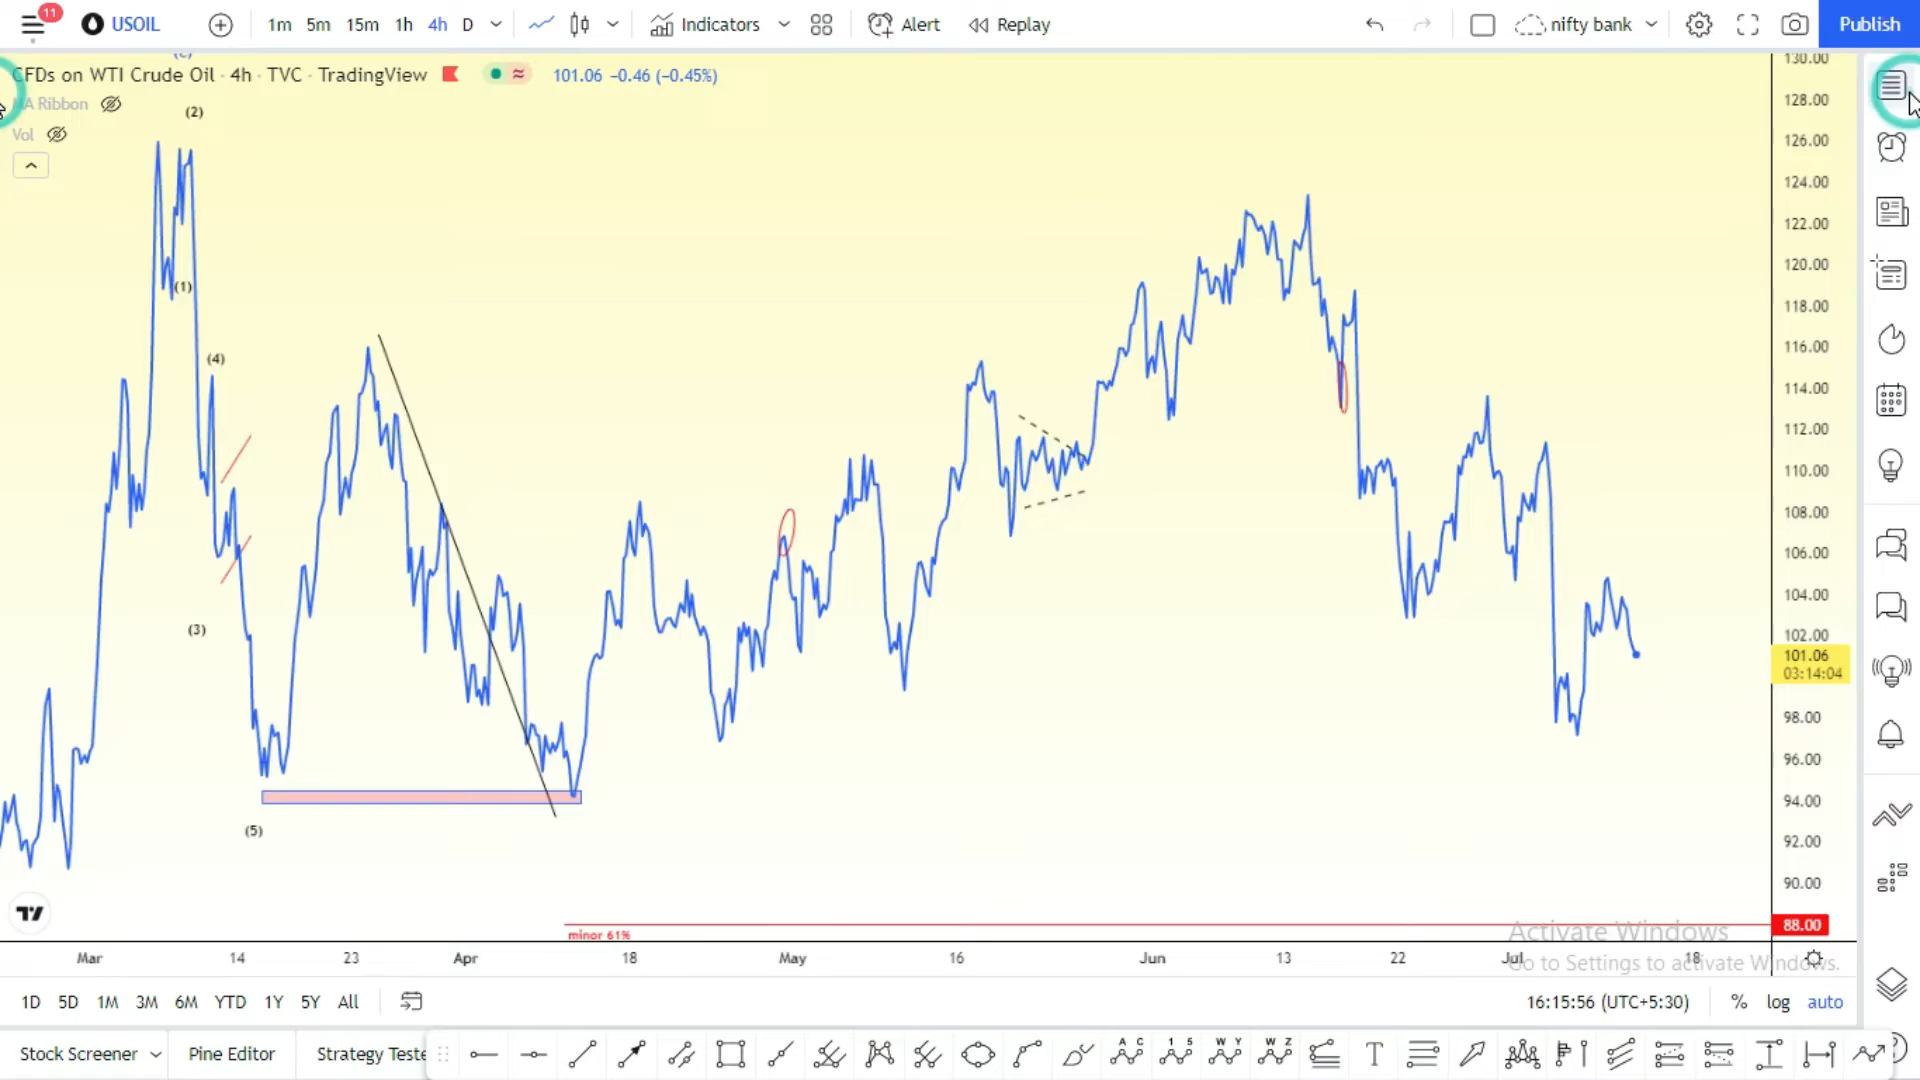 11
USOIL
1m 5m 15m 1h 4h D
Indicators
Alert
Replay
nifty bank
Publish
(c)
CFDs on WTI Crude Oil · 4h · TVC · TradingView
101.06 −0.46 (−0.45%)
MA Ribbon
Vol
(2)
(1)
(4)
(3)
(5)
130.00
128.00
126.00
124.00
122.00
120.00
118.00
116.00
114.00
112.00
110.00
108.00
106.00
104.00
102.00
101.06
03:14:04
98.00
96.00
94.00
92.00
90.00
88.00
minor 61%
Activate Windows
Go to Settings to activate Windows.
Mar 14 23 Apr 18 May 16 Jun 13 22 Jul 18
1D 5D 1M 3M 6M YTD 1Y 5Y All
16:15:56 (UTC+5:30)
% log auto
Stock Screener
Pine Editor
Strategy Teste
A C
1 5
W Y
W Z
T